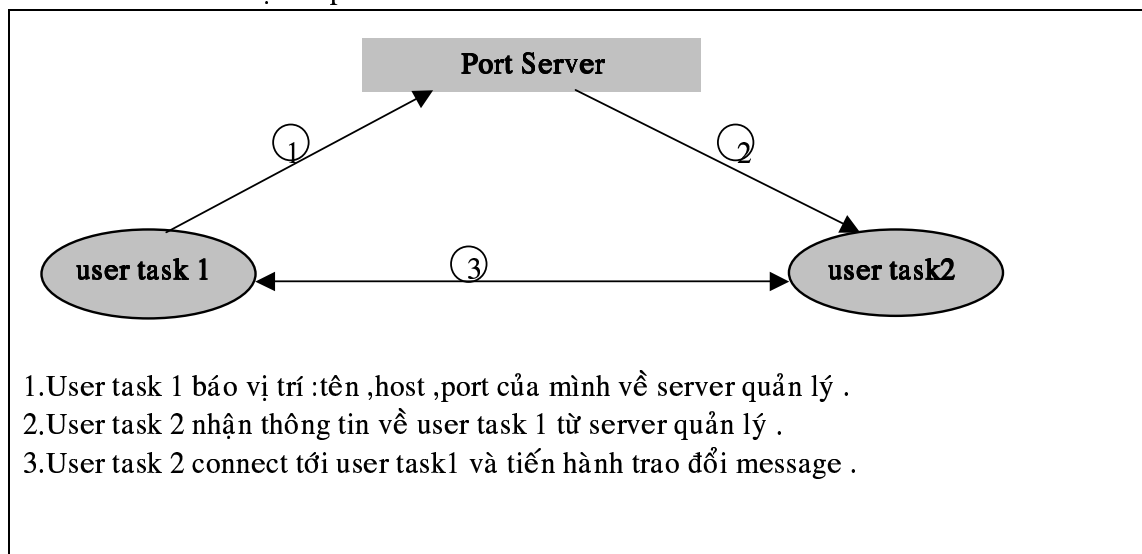 Port Server
1
2
user task 1
3
user task2
1.User task 1 báo vị trí :tên ,host ,port của mình về server quản lý .
2.User task 2 nhận thông tin về user task 1 từ server quản lý .
3.User task 2 connect tới user task1 và tiến hành trao đổi message .